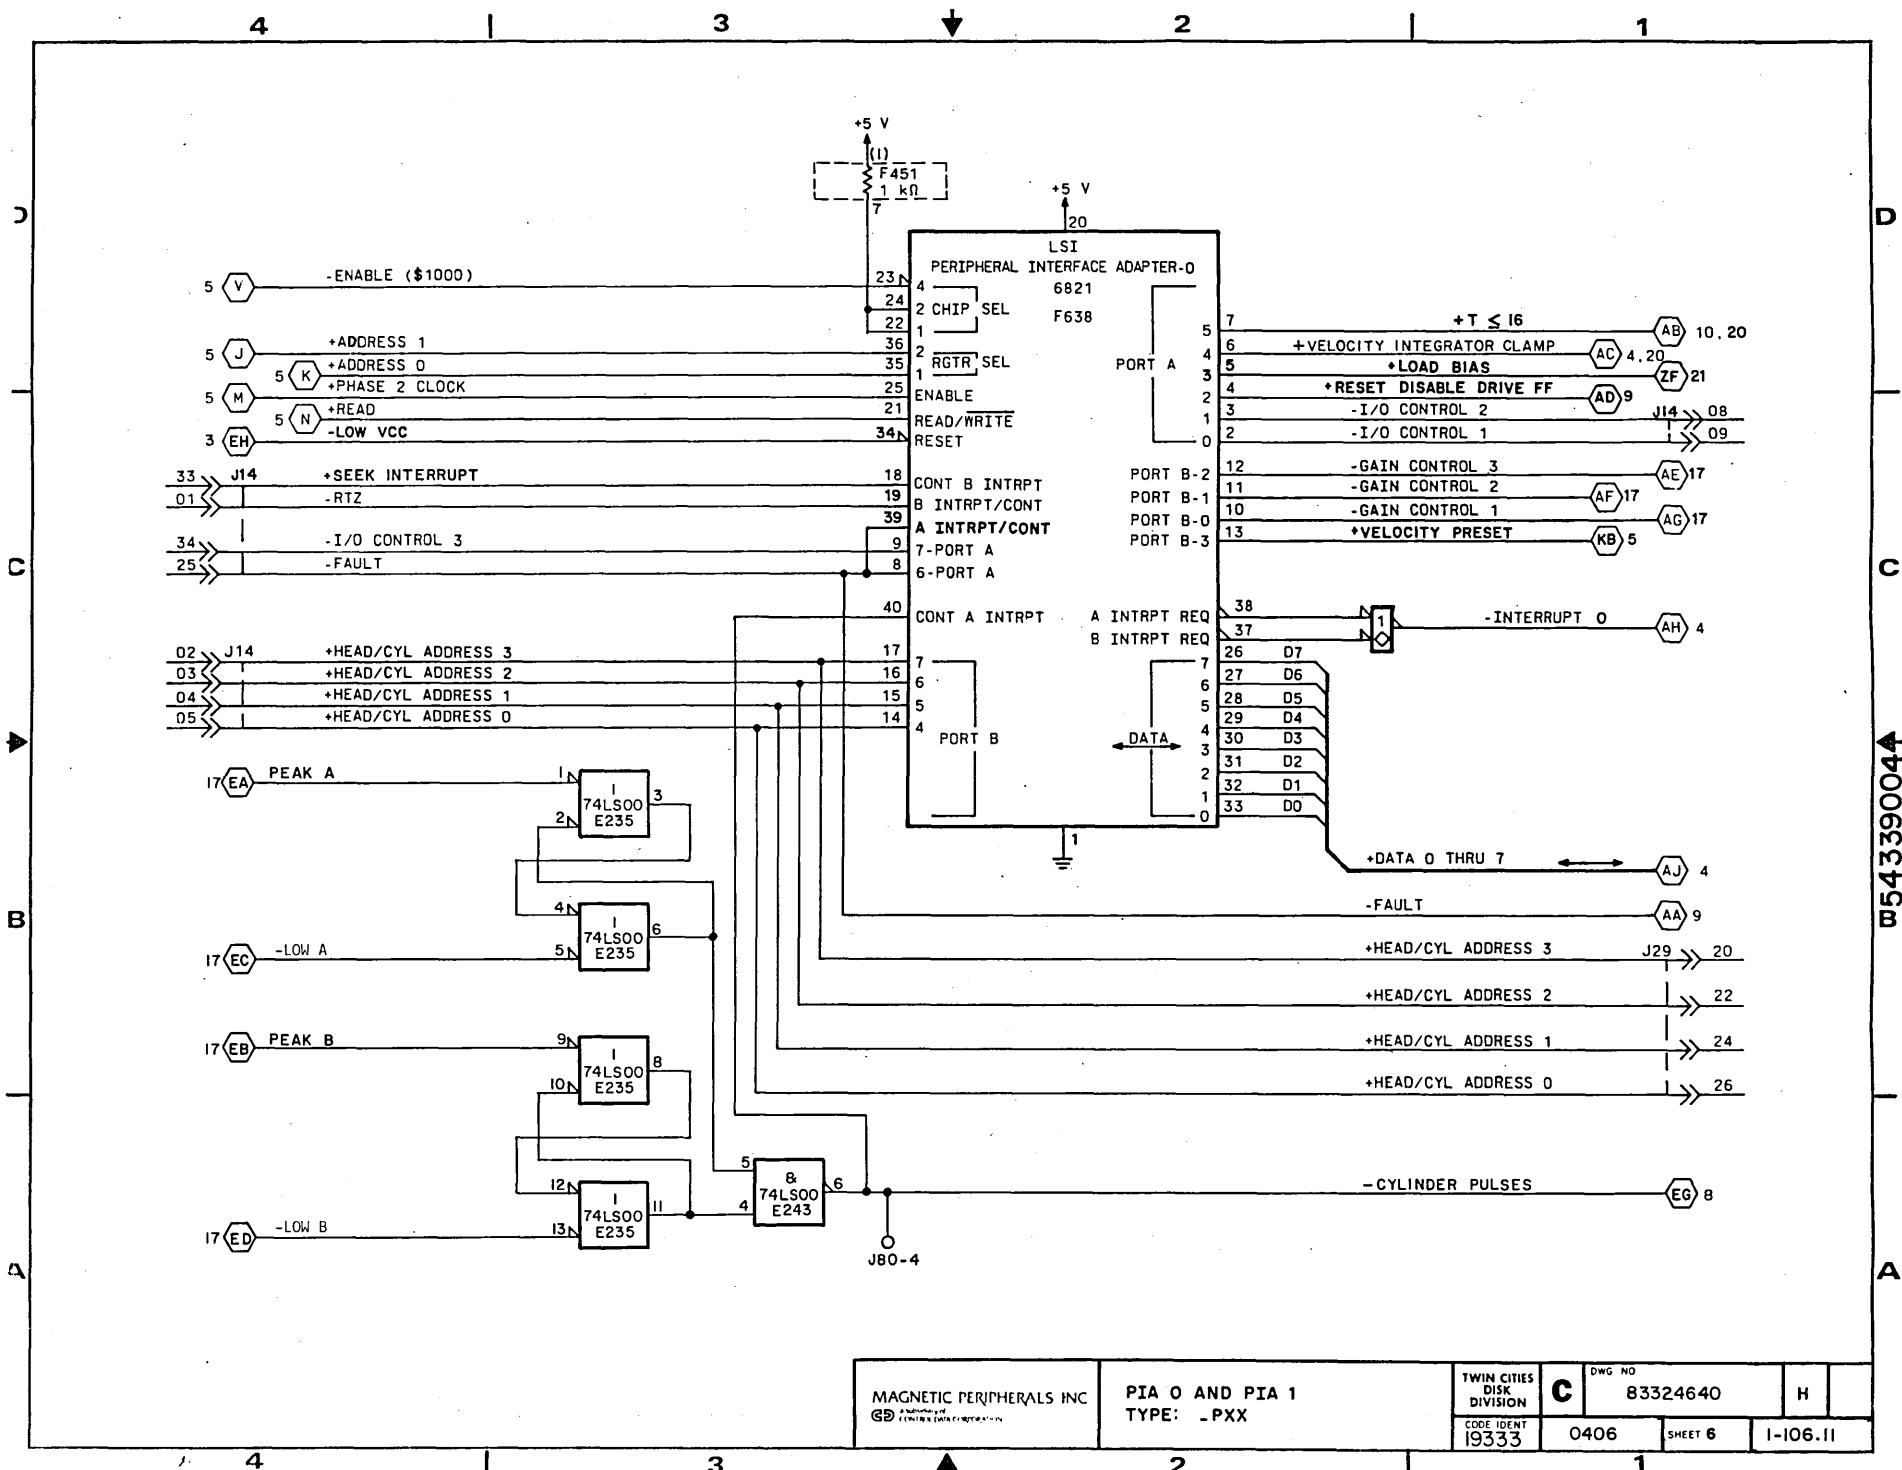 4 3 2 1
+5 V
(1)
F451
1 kΩ
7
+5 V
20
D D
LSI
PERIPHERAL INTERFACE ADAPTER-0
6821
F638
5 V -ENABLE ($1000) 23 4
24 2 CHIP SEL
22 1
5 J +ADDRESS 1 36 2
5 K +ADDRESS 0 35 1 RGTR SEL
5 M +PHASE 2 CLOCK 25 ENABLE
5 N +READ 21 READ/WRITE
3 EH -LOW VCC 34 RESET
33 J14 +SEEK INTERRUPT 18 CONT B INTRPT
01 -RTZ 19 B INTRPT/CONT
39 A INTRPT/CONT
34 -I/O CONTROL 3 9 7-PORT A
25 -FAULT 8 6-PORT A
40 CONT A INTRPT
02 J14 +HEAD/CYL ADDRESS 3 17 7
03 +HEAD/CYL ADDRESS 2 16 6
04 +HEAD/CYL ADDRESS 1 15 5
05 +HEAD/CYL ADDRESS 0 14 4
PORT B
PORT A
5 7 +T ≤ 16 AB 10, 20
4 6 +VELOCITY INTEGRATOR CLAMP AC 4, 20
3 5 +LOAD BIAS ZF 21
2 4 +RESET DISABLE DRIVE FF AD 9
1 3 -I/O CONTROL 2 J14 08
0 2 -I/O CONTROL 1 09
PORT B-2 12 -GAIN CONTROL 3 AE 17
PORT B-1 11 -GAIN CONTROL 2 AF 17
PORT B-0 10 -GAIN CONTROL 1 AG 17
PORT B-3 13 +VELOCITY PRESET KB 5
C C
A INTRPT REQ 38
B INTRPT REQ 37
1 -INTERRUPT 0 AH 4
DATA
7 26 D7
6 27 D6
5 28 D5
4 29 D4
3 30 D3
2 31 D2
1 32 D1
0 33 D0
1
+DATA 0 THRU 7 AJ 4
-FAULT AA 9
+HEAD/CYL ADDRESS 3 J29 20
+HEAD/CYL ADDRESS 2 22
+HEAD/CYL ADDRESS 1 24
+HEAD/CYL ADDRESS 0 26
17 EA PEAK A 1
2
1
74LS00
E235
3
B B
4
17 EC -LOW A 5
1
74LS00
E235
6
17 EB PEAK B 9
10
1
74LS00
E235
8
12
17 ED -LOW B 13
1
74LS00
E235
11
5
4
&
74LS00
E243
6
-CYLINDER PULSES EG 8
J80-4
A A
54339004
MAGNETIC PERIPHERALS INC
a subsidiary of
CONTROL DATA CORPORATION
PIA 0 AND PIA 1
TYPE: _PXX
TWIN CITIES
DISK
DIVISION
C
DWG NO
83324640
H
CODE IDENT
19333
0406
SHEET 6
1-106.11
4 3 2 1